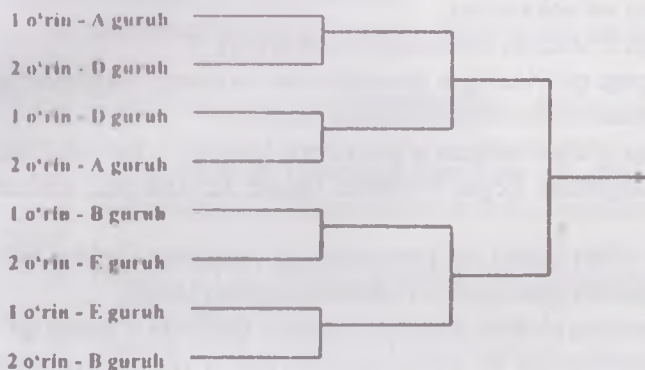 1 o‘rin - A guruh
2 o‘rin - D guruh
1 o‘rin - D guruh
2 o‘rin - A guruh
1 o‘rin - B guruh
2 o‘rin - E guruh
1 o‘rin - E guruh
2 o‘rin - B guruh